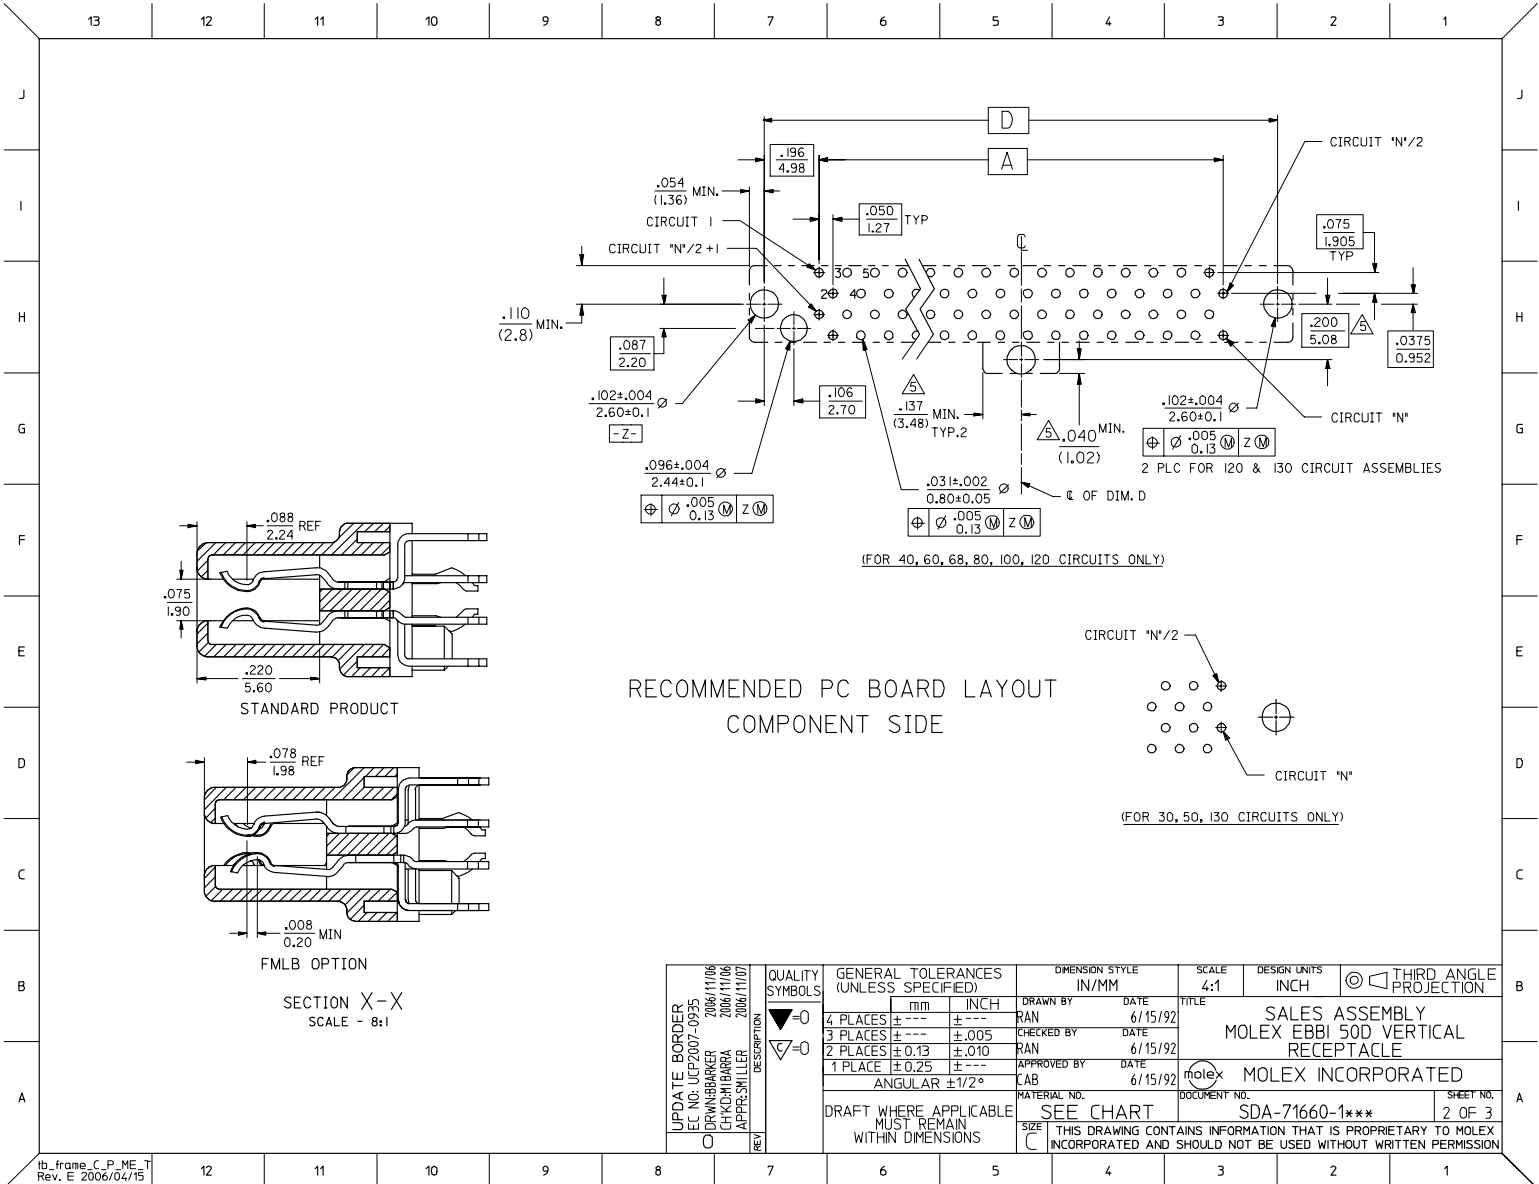 13 12 11 10 9 8 7 6 5 4 3 2 1
J
I
H
G
F
E
D
C
B
A
J
I
H
G
F
E
D
C
B
A
D
A
.196
4.98
.054
(1.36) MIN.
CIRCUIT 1
CIRCUIT "N"/2 +1
.050
1.27 TYP
CIRCUIT "N"/2
.075
1.905
TYP
℄
3 5
2 4
.110
(2.8) MIN.
.087
2.20
.102±.004
2.60±0.1 ⌀
-Z-
.106
2.70
.096±.004
2.44±0.1 ⌀
⌖ ⌀ .005
0.13 Ⓜ Z Ⓜ
5
.137
(3.48) MIN.
TYP.2
.031±.002
0.80±0.05 ⌀
⌖ ⌀ .005
0.13 Ⓜ Z Ⓜ
5 .040
(1.02) MIN.
℄ OF DIM. D
.102±.004
2.60±0.1 ⌀
⌖ ⌀ .005
0.13 Ⓜ Z Ⓜ
2 PLC FOR 120 & 130 CIRCUIT ASSEMBLIES
.200
5.08 5
.0375
0.952
CIRCUIT "N"
(FOR 40, 60, 68, 80, 100, 120 CIRCUITS ONLY)
.088
2.24 REF
.075
1.90
.220
5.60
STANDARD PRODUCT
RECOMMENDED PC BOARD LAYOUT
COMPONENT SIDE
CIRCUIT "N"/2
CIRCUIT "N"
(FOR 30, 50, 130 CIRCUITS ONLY)
.078
1.98 REF
.008
0.20 MIN
FMLB OPTION
SECTION X-X
SCALE - 8:1
UPDATE BORDER
EC NO: UCP2007-0935
DRWN:BBARKER 2006/11/06
CH'KD:MIBARRA 2006/11/06
APPR:SMILLER 2006/11/07
0
REV
DESCRIPTION
QUALITY
SYMBOLS
=0
C =0
GENERAL TOLERANCES
(UNLESS SPECIFIED)
mm INCH
4 PLACES ±--- ±---
3 PLACES ±--- ±.005
2 PLACES ±0.13 ±.010
1 PLACE ±0.25 ±---
ANGULAR ±1/2°
DRAFT WHERE APPLICABLE
MUST REMAIN
WITHIN DIMENSIONS
DIMENSION STYLE
IN/MM
SCALE
4:1
DESIGN UNITS
INCH
THIRD ANGLE
PROJECTION
DRAWN BY DATE
RAN 6/15/92
CHECKED BY DATE
RAN 6/15/92
APPROVED BY DATE
CAB 6/15/92
TITLE
SALES ASSEMBLY
MOLEX EBBI 50D VERTICAL
RECEPTACLE
molex MOLEX INCORPORATED
MATERIAL NO.
SEE CHART
DOCUMENT NO.
SDA-71660-1***
SHEET NO.
2 OF 3
SIZE
C
THIS DRAWING CONTAINS INFORMATION THAT IS PROPRIETARY TO MOLEX
INCORPORATED AND SHOULD NOT BE USED WITHOUT WRITTEN PERMISSION
tb_frame_C_P_ME_T
Rev. E 2006/04/15
12 11 10 9 8 7 6 5 4 3 2 1